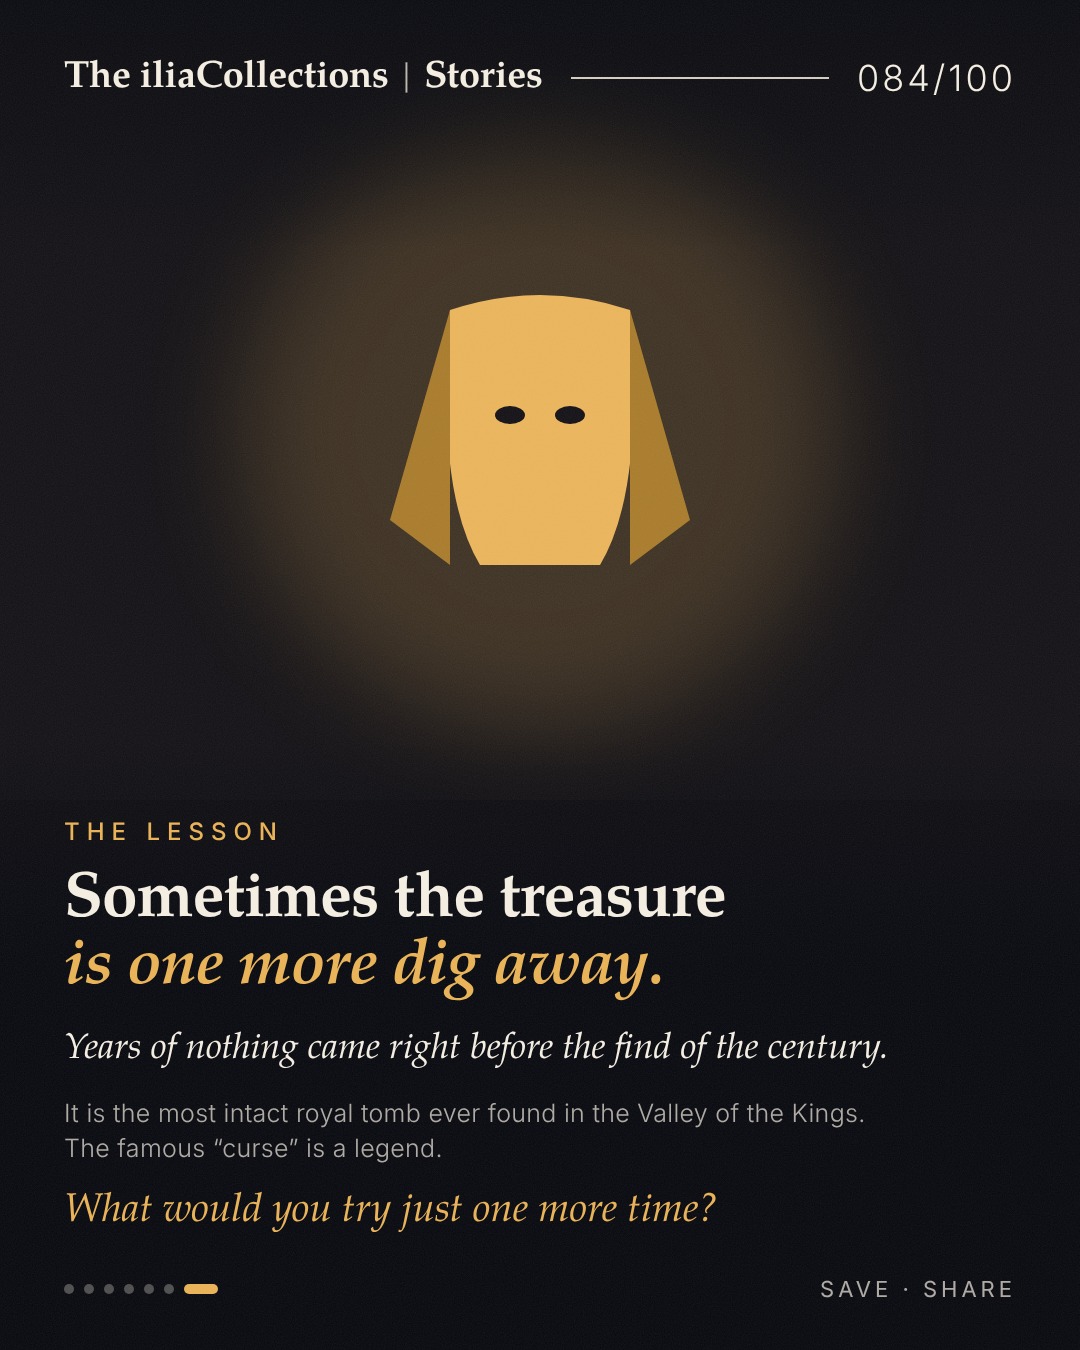 The iliaCollections | Stories 084/100
THE LESSON
Sometimes the treasure
is one more dig away.
Years of nothing came right before the find of the century.
It is the most intact royal tomb ever found in the Valley of the Kings.
The famous “curse” is a legend.
What would you try just one more time?
SAVE · SHARE